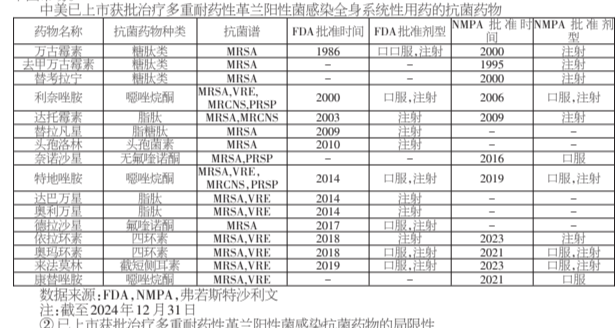 中美已上市获批治疗多重耐药性革兰阳性菌感染全身系统性用药的抗菌药物
药物名称 抗菌药物种类 抗菌谱 FDA批准时间 FDA批准剂型 NMPA批准时间 NMPA批准剂型
万古霉素 糖肽类 MRSA 1986 口口服,注射 2000 注射
去甲万古霉素 糖肽类 MRSA – – 1995 注射
替考拉宁 糖肽类 MRSA – – 2000 注射
利奈唑胺 噁唑烷酮 MRSA,VRE,MRCNS,PRSP 2000 口服,注射 2006 口服,注射
达托霉素 脂肽 MRSA,MRCNS 2003 注射 2009 注射
替拉凡星 脂糖肽 MRSA 2009 注射 – –
头孢洛林 头孢菌素 MRSA 2010 注射 – –
奈诺沙星 无氟喹诺酮 MRSA,PRSP – – 2016 口服
特地唑胺 噁唑烷酮 MRSA,VRE,MRCNS,PRSP 2014 口服,注射 2019 口服,注射
达巴万星 脂肽 MRSA,VRE 2014 注射 – –
奥利万星 脂肽 MRSA,VRE 2014 注射 – –
德拉沙星 氟喹诺酮 MRSA 2017 口服,注射 – –
依拉环素 四环素 MRSA,VRE 2018 注射 2023 注射
奥玛环素 四环素 MRSA,VRE 2018 口服,注射 2021 口服,注射
来法莫林 截短侧耳素 MRSA,VRE 2019 口服,注射 2023 口服,注射
康替唑胺 噁唑烷酮 MRSA,VRE – – 2021 口服
数据来源:FDA,NMPA,弗若斯特沙利文
注:截至2024年12月31日
②已上市获批治疗多重耐药性革兰阳性菌感染抗菌药物的局限性